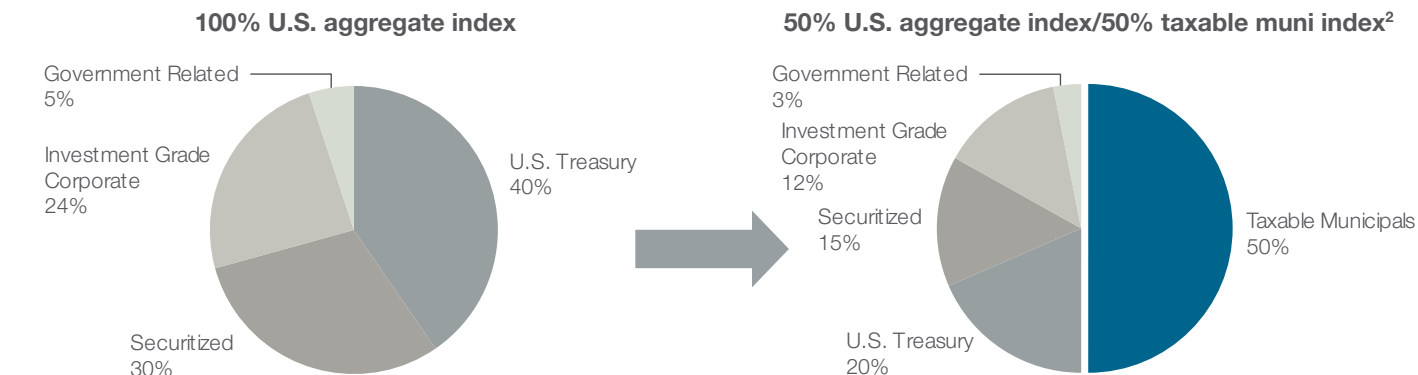 100% U.S. aggregate index
Government Related
5%
Investment Grade
Corporate
24%
U.S. Treasury
40%
Securitized
30%
50% U.S. aggregate index/50% taxable muni index²
Government Related
3%
Investment Grade
Corporate
12%
Securitized
15%
U.S. Treasury
20%
Taxable Municipals
50%